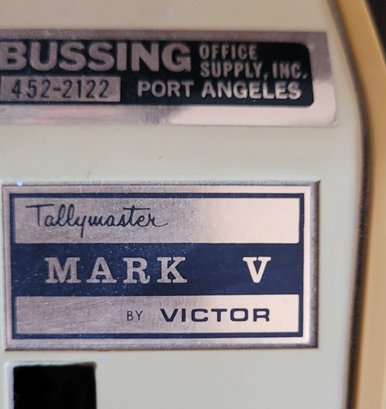 BUSSING OFFICE
SUPPLY, INC.
452-2122 PORT ANGELES
Tallymaster
MARK V
BY VICTOR